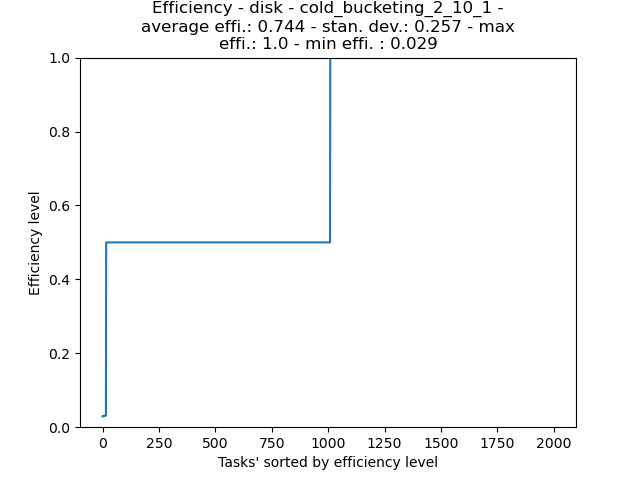 Efficiency - disk - cold_bucketing_2_10_1 -
average effi.: 0.744 - stan. dev.: 0.257 - max
effi.: 1.0 - min effi. : 0.029
1.0
0.8
0.6
0.4
0.2
0.0
Efficiency level
0 250 500 750 1000 1250 1500 1750 2000
Tasks' sorted by efficiency level